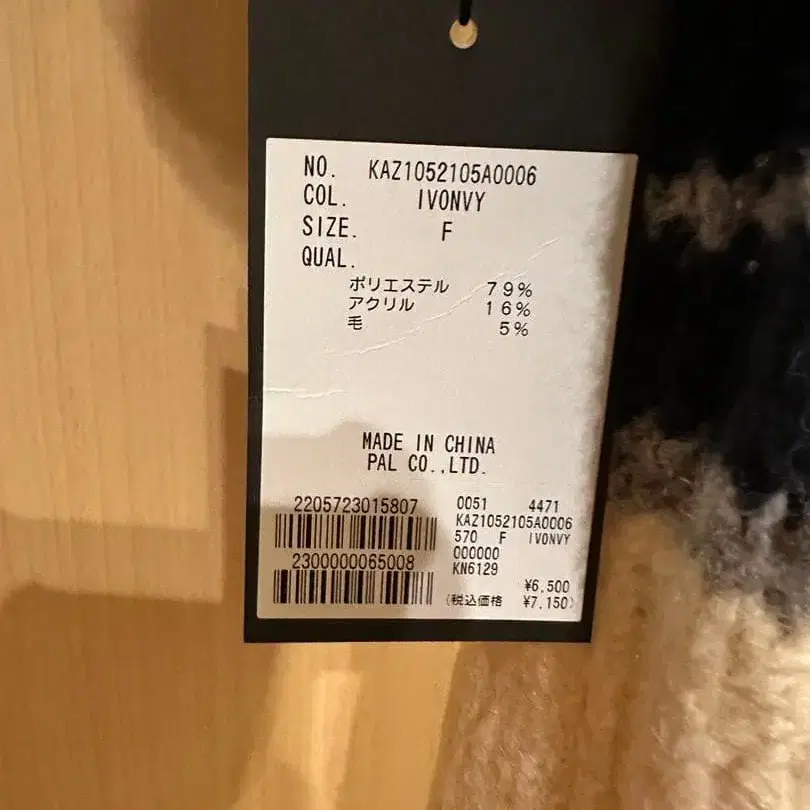 NO. KAZ1052105A0006
COL. IVONVY
SIZE. F
QUAL.
ポリエステル 79%
アクリル 16%
毛 5%
MADE IN CHINA
PAL CO.,LTD.
2205723015807
2300000065008
0051 4471
KAZ1052105A0006
570 F IVONVY
000000
KN6129
¥6,500
(税込価格 ¥7,150)